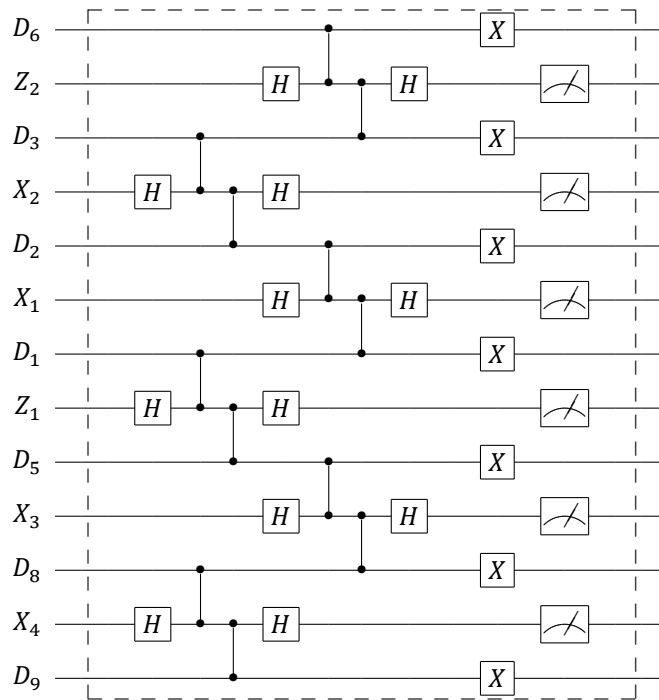 D₆ X
Z₂ H H
D₃ X
X₂ H H
D₂ X
X₁ H H
D₁ X
Z₁ H H
D₅ X
X₃ H H
D₈ X
X₄ H H
D₉ X